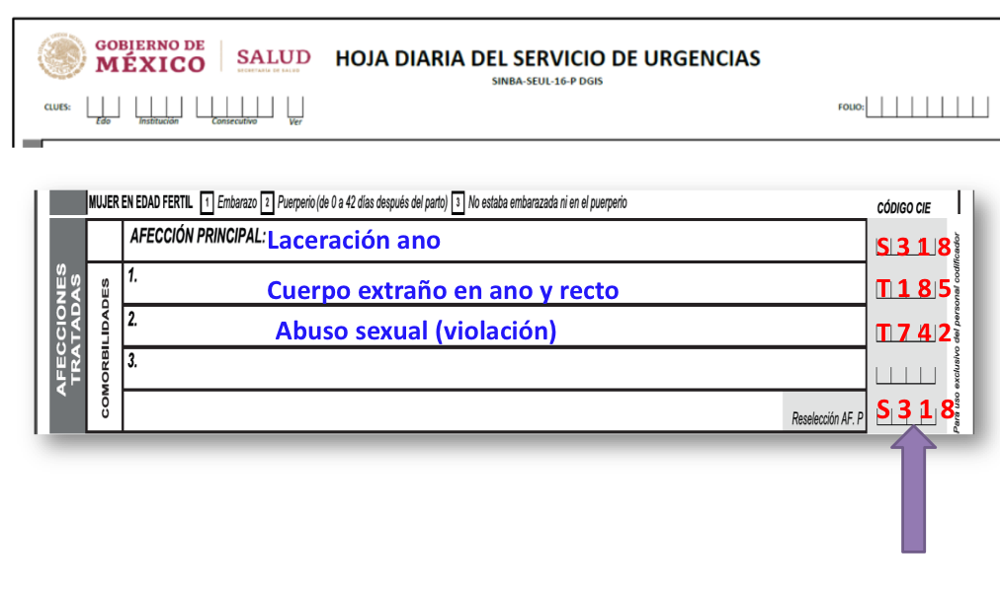 GOBIERNO DE MÉXICO
SALUD
SECRETARÍA DE SALUD
HOJA DIARIA DEL SERVICIO DE URGENCIAS
SINBA-SEUL-16-P DGIS
CLUES:
Edo Institución Consecutivo Ver
FOLIO:
MUJER EN EDAD FERTIL 1 Embarazo 2 Puerperio (de 0 a 42 días después del parto) 3 No estaba embarazada ni en el puerperio
CÓDIGO CIE
AFECCIONES TRATADAS
AFECCIÓN PRINCIPAL: Laceración ano S 3 1 8
COMORBILIDADES
1. Cuerpo extraño en ano y recto T 1 8 5
2. Abuso sexual (violación) T 7 4 2
3.
Reselección AF. P S 3 1 8
Para uso exclusivo del personal codificador